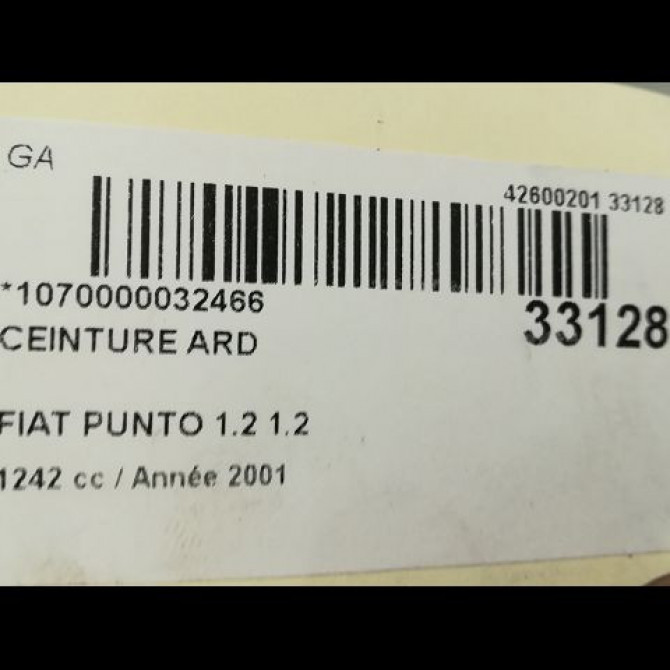 GA
42600201 33128
*1070000032466
33128
CEINTURE ARD
FIAT PUNTO 1.2 1.2
1242 cc / Année 2001